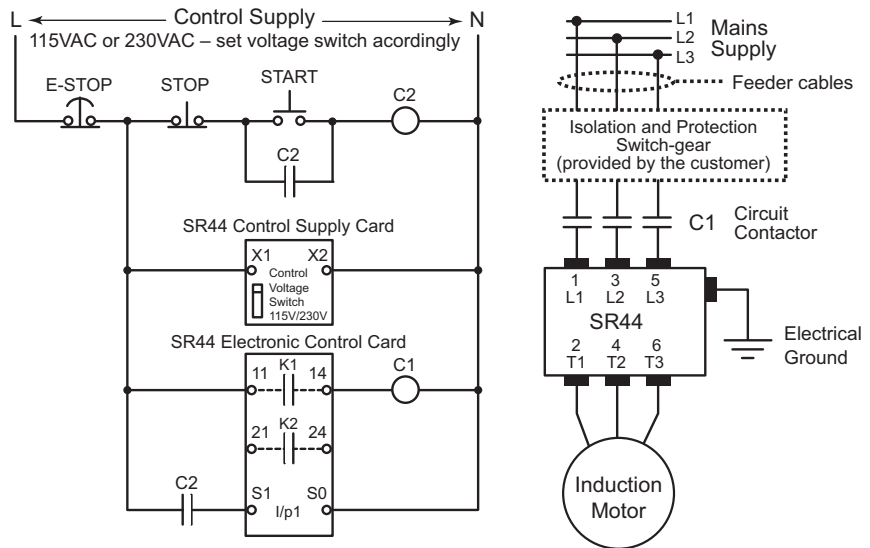 L Control Supply N
115VAC or 230VAC – set voltage switch acordingly
E-STOP STOP START C2
C2
SR44 Control Supply Card
X1 X2
Control
Voltage
Switch
115V/230V
SR44 Electronic Control Card
11 K1 14 C1
21 K2 24
C2 S1 I/p1 S0
L1
L2
L3
Mains
Supply
Feeder cables
Isolation and Protection
Switch-gear
(provided by the customer)
C1 Circuit
Contactor
1 3 5
L1 L2 L3
SR44
2 4 6
T1 T2 T3
Electrical
Ground
Induction
Motor